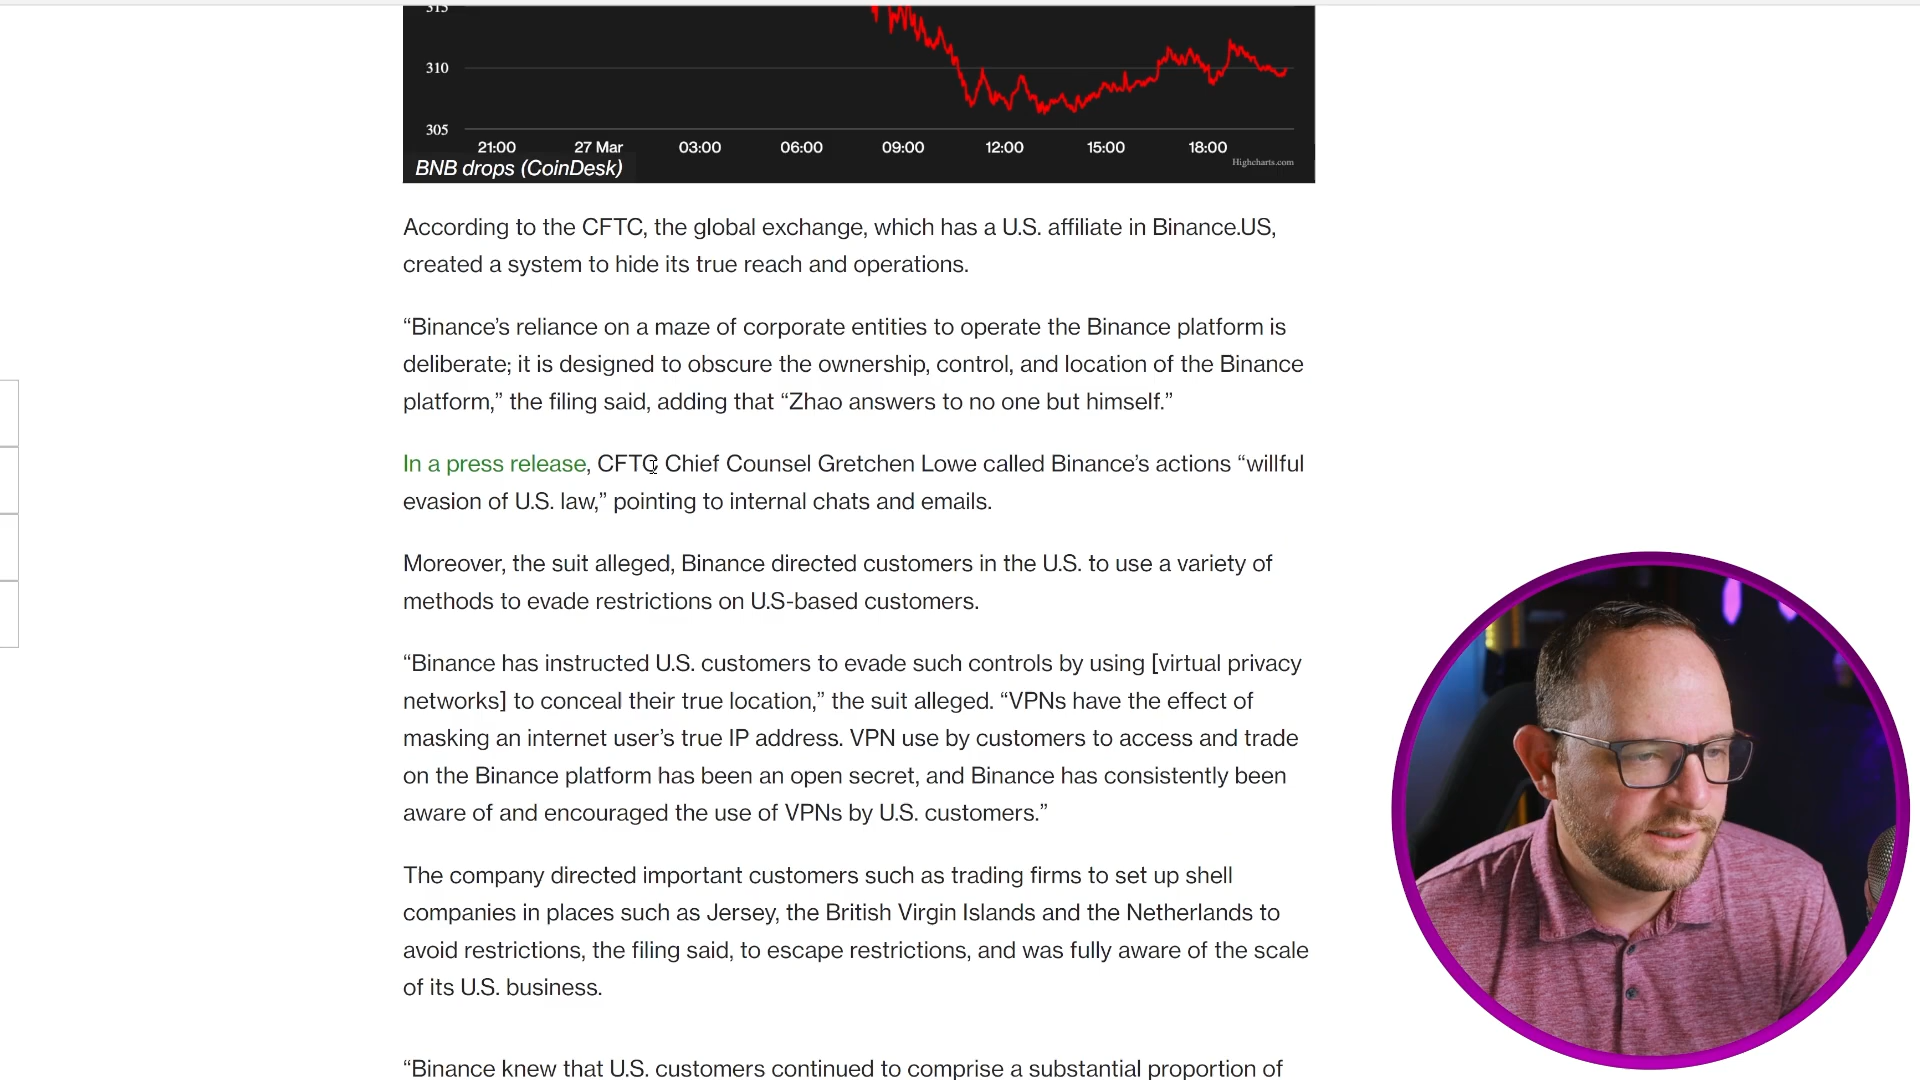 315
310
305
21:00 27 Mar 03:00 06:00 09:00 12:00 15:00 18:00
Highcharts.com
BNB drops (CoinDesk)
According to the CFTC, the global exchange, which has a U.S. affiliate in Binance.US,
created a system to hide its true reach and operations.
“Binance’s reliance on a maze of corporate entities to operate the Binance platform is
deliberate; it is designed to obscure the ownership, control, and location of the Binance
platform,” the filing said, adding that “Zhao answers to no one but himself.”
In a press release, CFTC Chief Counsel Gretchen Lowe called Binance’s actions “willful
evasion of U.S. law,” pointing to internal chats and emails.
Moreover, the suit alleged, Binance directed customers in the U.S. to use a variety of
methods to evade restrictions on U.S-based customers.
“Binance has instructed U.S. customers to evade such controls by using [virtual privacy
networks] to conceal their true location,” the suit alleged. “VPNs have the effect of
masking an internet user’s true IP address. VPN use by customers to access and trade
on the Binance platform has been an open secret, and Binance has consistently been
aware of and encouraged the use of VPNs by U.S. customers.”
The company directed important customers such as trading firms to set up shell
companies in places such as Jersey, the British Virgin Islands and the Netherlands to
avoid restrictions, the filing said, to escape restrictions, and was fully aware of the scale
of its U.S. business.
“Binance knew that U.S. customers continued to comprise a substantial proportion of